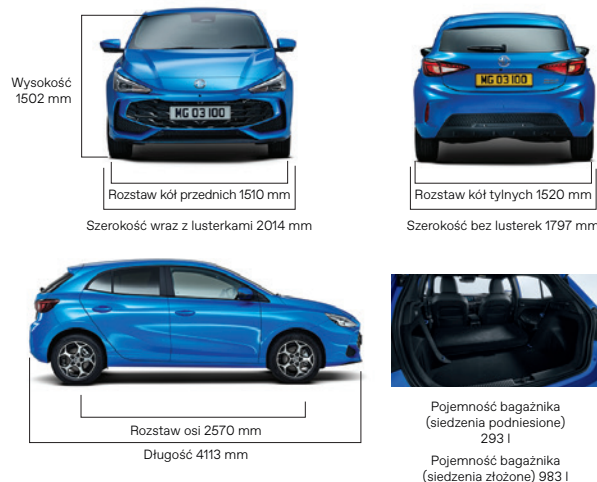 Wysokość
1502 mm
MG 03 100
MG 03 100
Rozstaw kół przednich 1510 mm
Rozstaw kół tylnych 1520 mm
Szerokość wraz z lusterkami 2014 mm
Szerokość bez lusterek 1797 mm
Rozstaw osi 2570 mm
Długość 4113 mm
Pojemność bagażnika
(siedzenia podniesione)
293 l
Pojemność bagażnika
(siedzenia złożone) 983 l